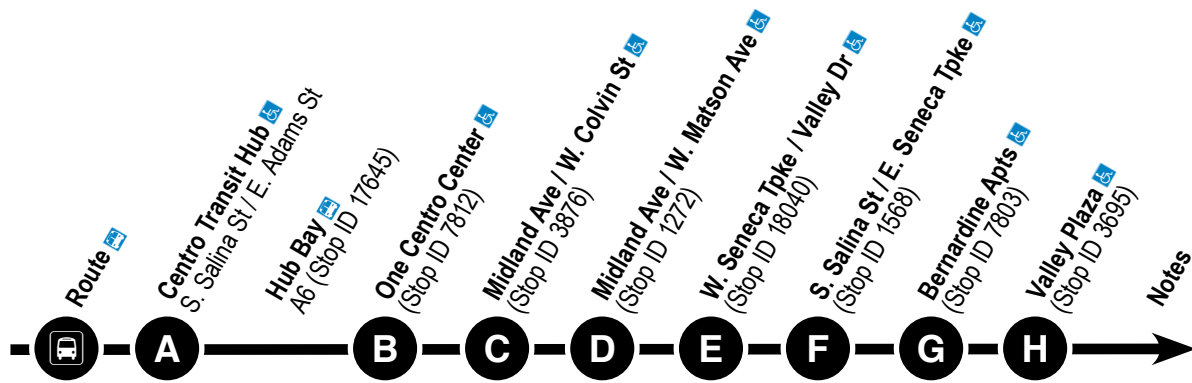 Route
Centro Transit Hub
S. Salina St / E. Adams St
Hub Bay
A6 (Stop ID 17645)
One Centro Center
(Stop ID 7812)
Midland Ave / W. Colvin St
(Stop ID 3876)
Midland Ave / W. Matson Ave
(Stop ID 1272)
W. Seneca Tpke / Valley Dr
(Stop ID 18040)
S. Salina St / E. Seneca Tpke
(Stop ID 1568)
Bernardine Apts
(Stop ID 7803)
Valley Plaza
(Stop ID 3695)
Notes
A
B
C
D
E
F
G
H